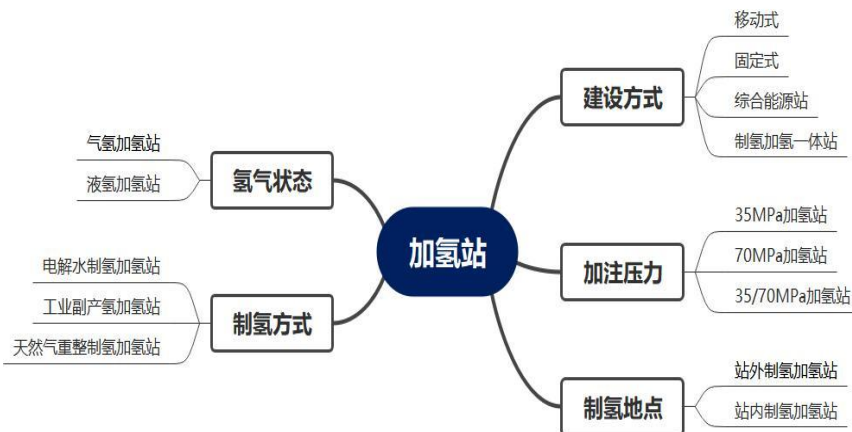 加氢站
氢气状态
气氢加氢站
液氢加氢站
制氢方式
电解水制氢加氢站
工业副产氢加氢站
天然气重整制氢加氢站
建设方式
移动式
固定式
综合能源站
制氢加氢一体站
加注压力
35MPa加氢站
70MPa加氢站
35/70MPa加氢站
制氢地点
站外制氢加氢站
站内制氢加氢站